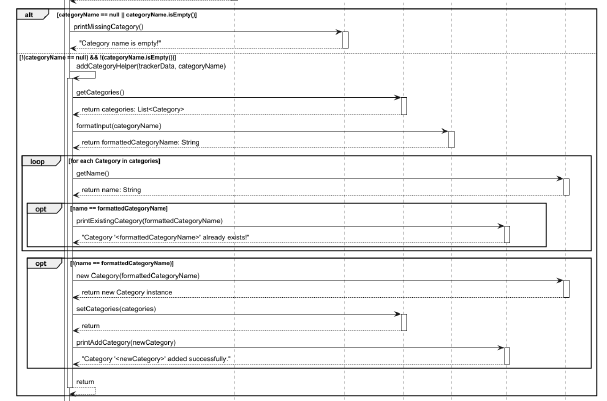 alt [categoryName == null || categoryName.isEmpty()]
printMissingCategory()
"Category name is empty!"
[!(categoryName == null) && !(categoryName.isEmpty())]
addCategoryHelper(trackerData, categoryName)
getCategories()
return categories: List<Category>
formatInput(categoryName)
return formattedCategoryName: String
loop [for each Category in categories]
getName()
return name: String
opt [name == formattedCategoryName]
printExistingCategory(formattedCategoryName)
"Category '<formattedCategoryName>' already exists!"
opt [!(name == formattedCategoryName)]
new Category(formattedCategoryName)
return new Category instance
setCategories(categories)
return
printAddCategory(newCategory)
"Category '<newCategory>' added successfully."
return